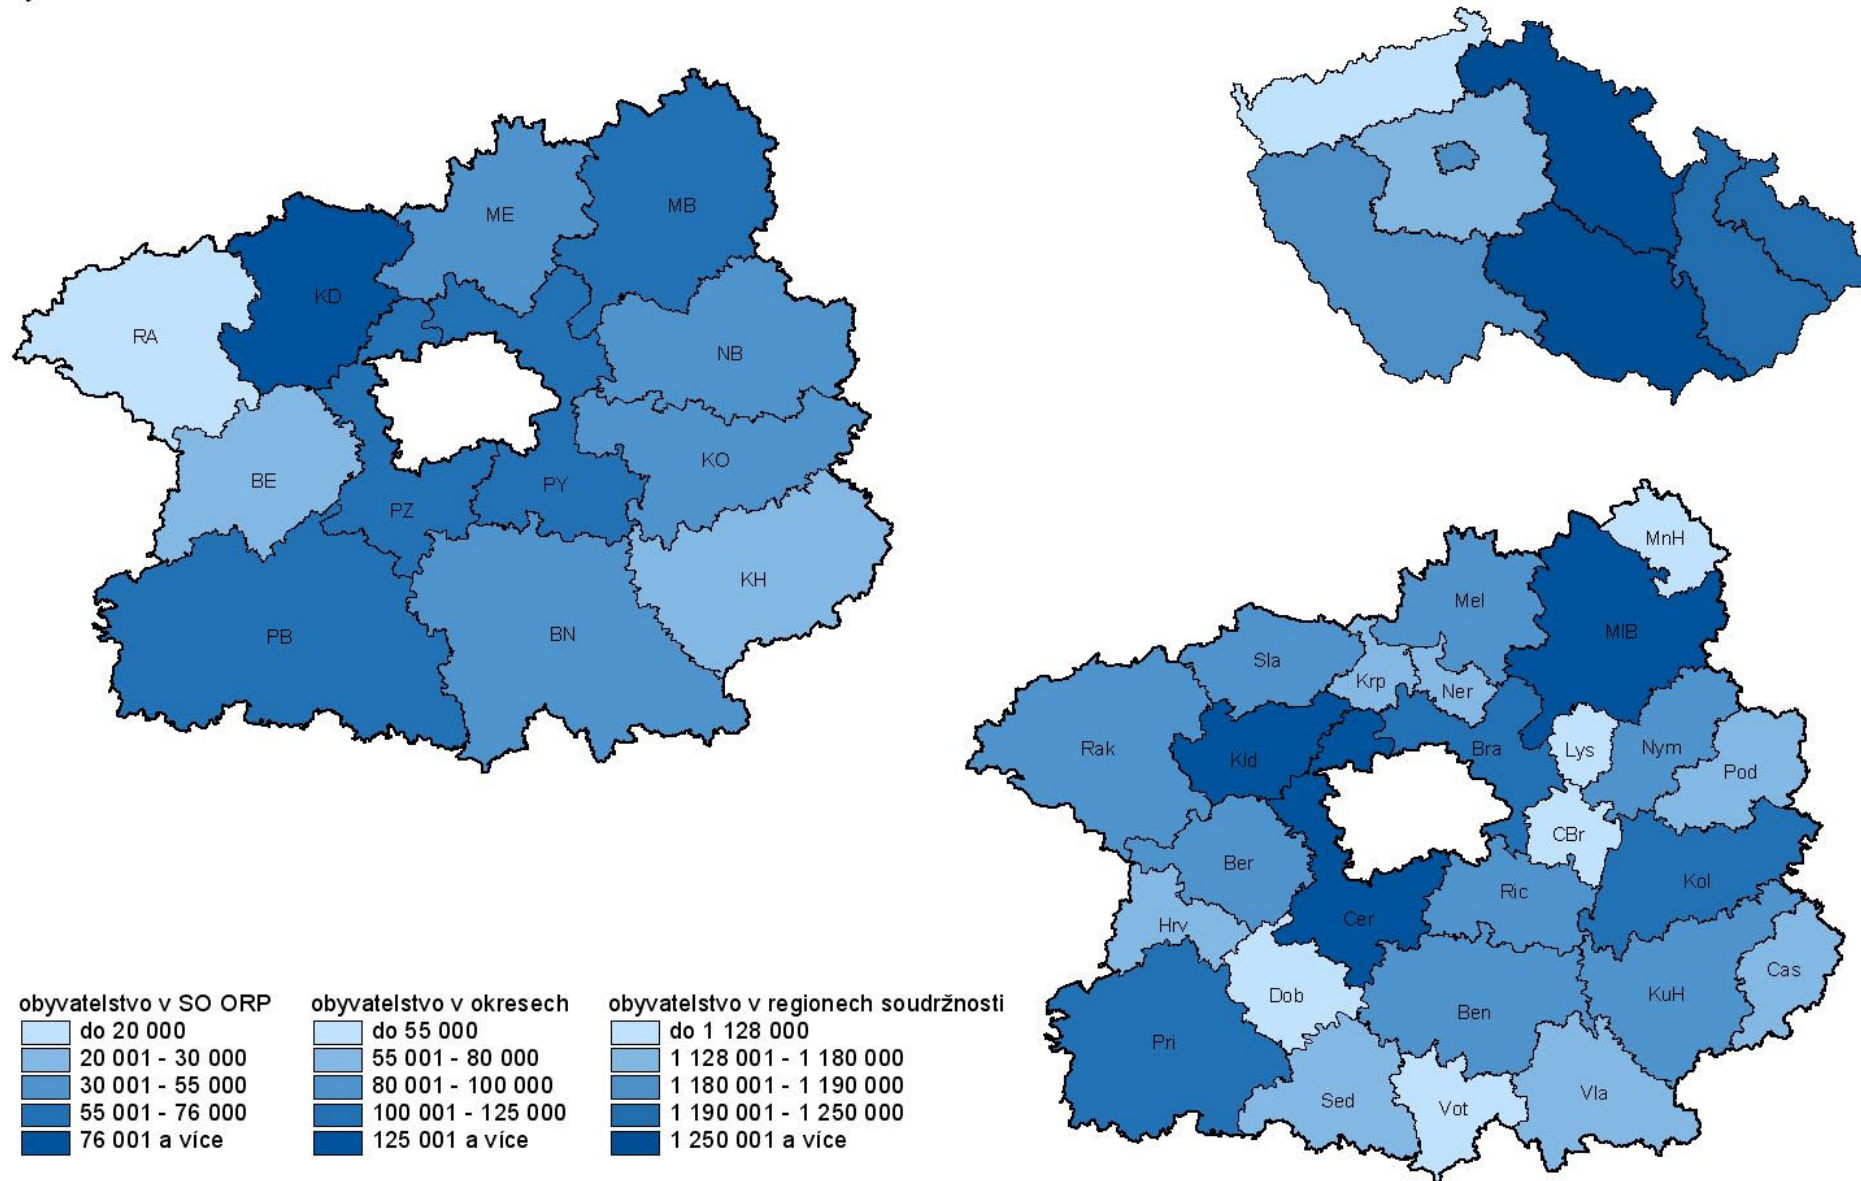 ME
MB
KD
RA
NB
BE
KO
PY
PZ
KH
PB
BN
MnH
Mel
MlB
Sla
Krp
Ner
Rak
Kld
Bra
Lys
Nym
Pod
CBr
Ber
Ric
Kol
Hrv
Cer
Cas
Dob
KuH
Ben
Pri
Sed
Vot
Vla
obyvatelstvo v SO ORP
do 20 000
20 001 - 30 000
30 001 - 55 000
55 001 - 76 000
76 001 a více
obyvatelstvo v okresech
do 55 000
55 001 - 80 000
80 001 - 100 000
100 001 - 125 000
125 001 a více
obyvatelstvo v regionech soudržnosti
do 1 128 000
1 128 001 - 1 180 000
1 180 001 - 1 190 000
1 190 001 - 1 250 000
1 250 001 a více